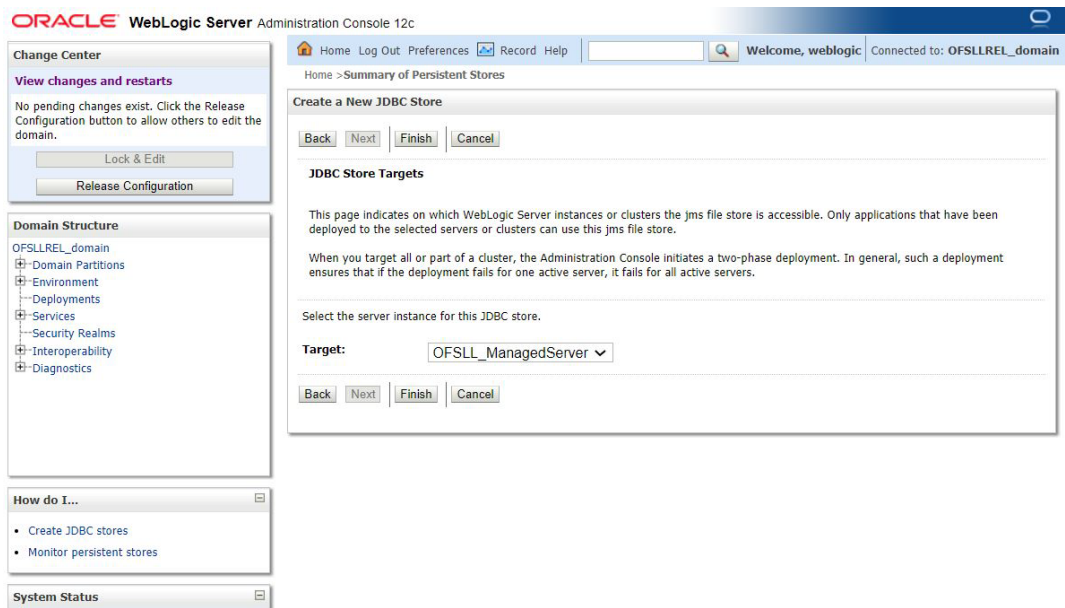 ORACLE WebLogic Server Administration Console 12c
Change Center
View changes and restarts
No pending changes exist. Click the Release
Configuration button to allow others to edit the
domain.
Lock & Edit
Release Configuration
Domain Structure
OFSLLREL_domain
Domain Partitions
Environment
Deployments
Services
Security Realms
Interoperability
Diagnostics
How do I...
Create JDBC stores
Monitor persistent stores
System Status
Home Log Out Preferences Record Help
Welcome, weblogic Connected to: OFSLLREL_domain
Home >Summary of Persistent Stores
Create a New JDBC Store
Back Next Finish Cancel
JDBC Store Targets
This page indicates on which WebLogic Server instances or clusters the jms file store is accessible. Only applications that have been
deployed to the selected servers or clusters can use this jms file store.
When you target all or part of a cluster, the Administration Console initiates a two-phase deployment. In general, such a deployment
ensures that if the deployment fails for one active server, it fails for all active servers.
Select the server instance for this JDBC store.
Target: OFSLL_ManagedServer
Back Next Finish Cancel